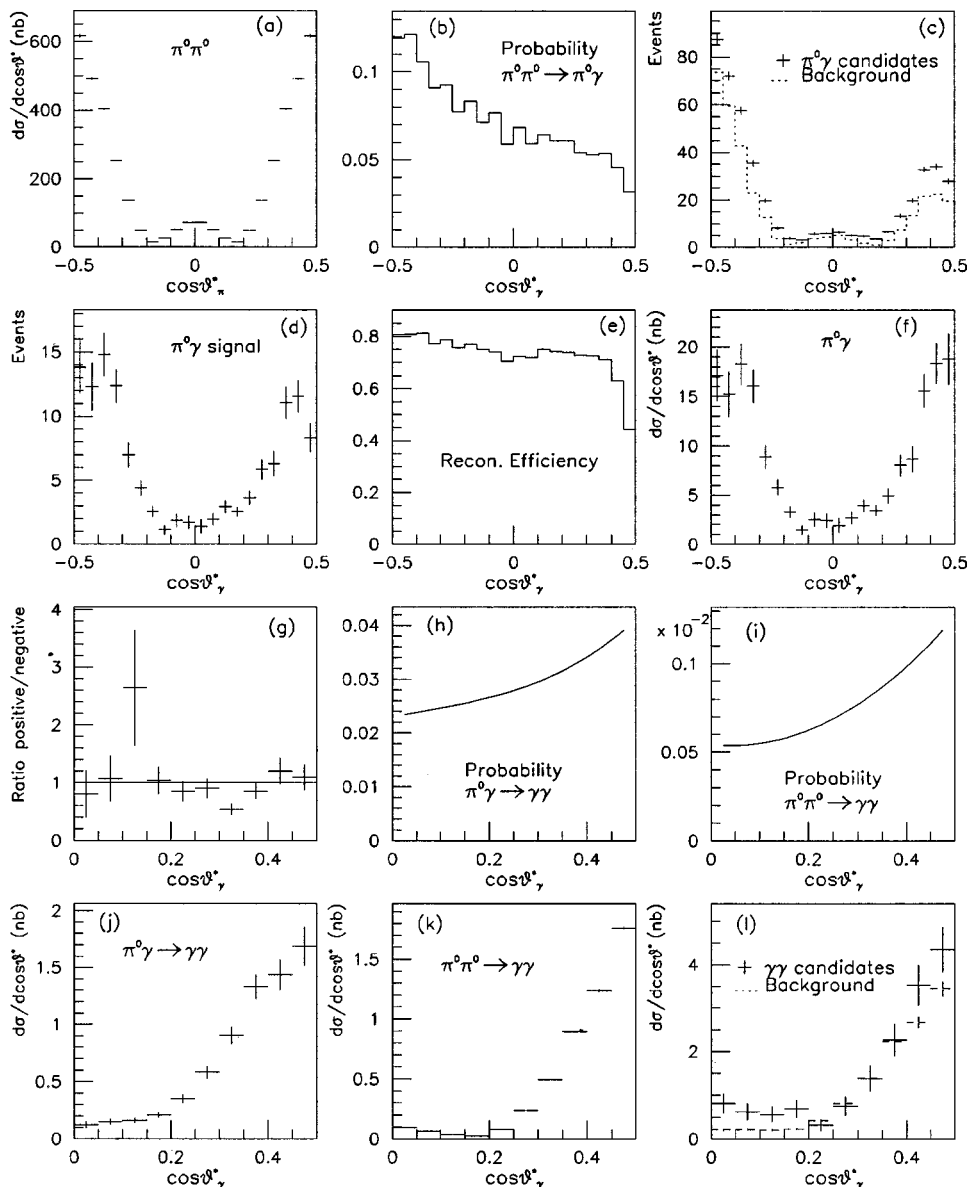 dσ/dcosϑ* (nb)
600
400
200
0
(a)
π⁰π⁰
-0.5
0
0.5
cosϑ*π
0.1
0.05
0
(b)
Probability
π⁰π⁰→π⁰γ
-0.5
0
0.5
cosϑ*γ
Events
80
60
40
20
0
(c)
π⁰γ candidates
Background
-0.5
0
0.5
cosϑ*γ
Events
15
10
5
0
(d)
π⁰γ signal
-0.5
0
0.5
cosϑ*γ
0.8
0.6
0.4
0.2
0
(e)
Recon. Efficiency
-0.5
0
0.5
cosϑ*γ
dσ/dcosϑ* (nb)
20
15
10
5
0
(f)
π⁰γ
-0.5
0
0.5
cosϑ*γ
Ratio positive/negative
4
3
2
1
0
(g)
0
0.2
0.4
cosϑ*γ
0.04
0.03
0.02
0.01
0
(h)
Probability
π⁰γ→γγ
0
0.2
0.4
cosϑ*γ
x 10⁻²
0.1
0.05
0
(i)
Probability
π⁰π⁰→γγ
0
0.2
0.4
cosϑ*γ
dσ/dcosϑ* (nb)
2
1.5
1
0.5
0
(j)
π⁰γ→γγ
0
0.2
0.4
cosϑ*γ
dσ/dcosϑ* (nb)
2
1.5
1
0.5
0
(k)
π⁰π⁰→γγ
0
0.2
0.4
cosϑ*γ
dσ/dcosϑ* (nb)
4
2
0
(l)
γγ candidates
Background
0
0.2
0.4
cosϑ*γ